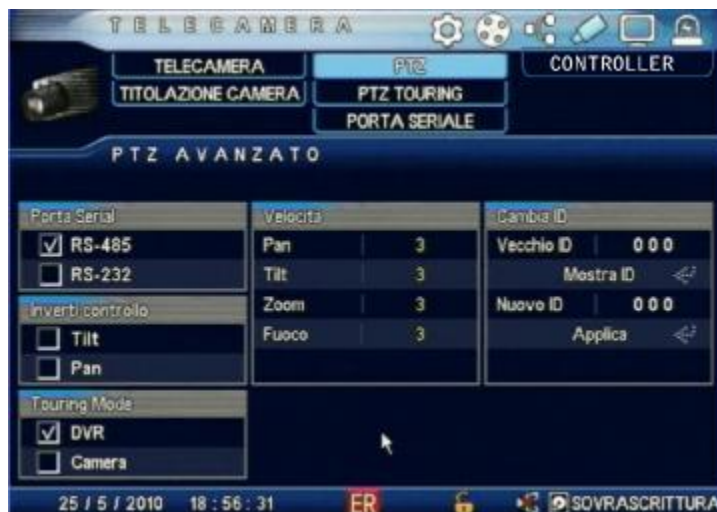 TELECAMERA
TELECAMERA
PTZ
CONTROLLER
TITOLAZIONE CAMERA
PTZ TOURING
PORTA SERIALE
PTZ AVANZATO
Porta Serial
RS-485
RS-232
Inverti controllo
Tilt
Pan
Touring Mode
DVR
Camera
Velocità
Pan 3
Tilt 3
Zoom 3
Fuoco 3
Cambia ID
Vecchio ID 000
Mostra ID
Nuovo ID 000
Applica
25 / 5 / 2010 18 : 56 : 31 ER SOVRASCRITTURA